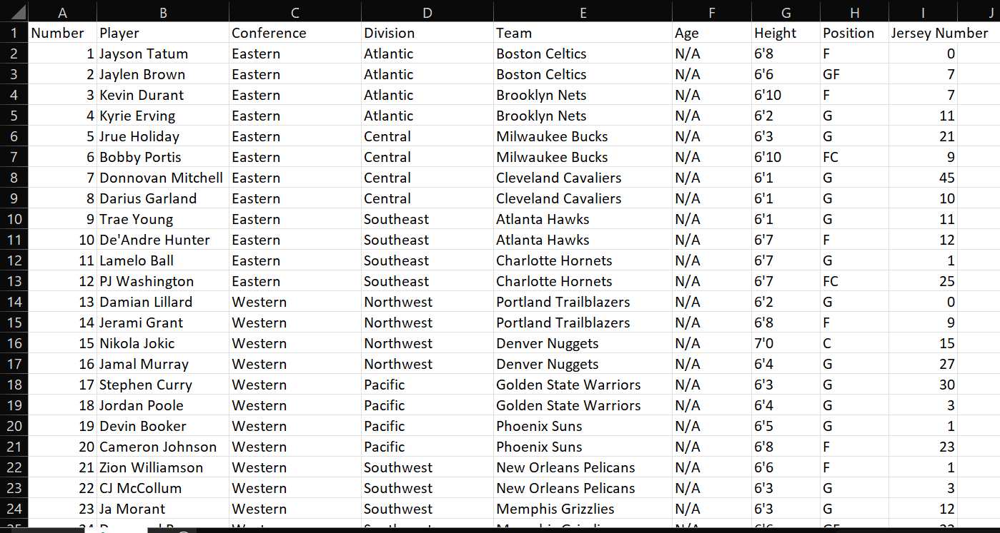 A B C D E F G H I J
1 Number Player Conference Division Team Age Height Position Jersey Number
2 1 Jayson Tatum Eastern Atlantic Boston Celtics N/A 6'8 F 0
3 2 Jaylen Brown Eastern Atlantic Boston Celtics N/A 6'6 GF 7
4 3 Kevin Durant Eastern Atlantic Brooklyn Nets N/A 6'10 F 7
5 4 Kyrie Erving Eastern Atlantic Brooklyn Nets N/A 6'2 G 11
6 5 Jrue Holiday Eastern Central Milwaukee Bucks N/A 6'3 G 21
7 6 Bobby Portis Eastern Central Milwaukee Bucks N/A 6'10 FC 9
8 7 Donnovan Mitchell Eastern Central Cleveland Cavaliers N/A 6'1 G 45
9 8 Darius Garland Eastern Central Cleveland Cavaliers N/A 6'1 G 10
10 9 Trae Young Eastern Southeast Atlanta Hawks N/A 6'1 G 11
11 10 De'Andre Hunter Eastern Southeast Atlanta Hawks N/A 6'7 F 12
12 11 Lamelo Ball Eastern Southeast Charlotte Hornets N/A 6'7 G 1
13 12 PJ Washington Eastern Southeast Charlotte Hornets N/A 6'7 FC 25
14 13 Damian Lillard Western Northwest Portland Trailblazers N/A 6'2 G 0
15 14 Jerami Grant Western Northwest Portland Trailblazers N/A 6'8 F 9
16 15 Nikola Jokic Western Northwest Denver Nuggets N/A 7'0 C 15
17 16 Jamal Murray Western Northwest Denver Nuggets N/A 6'4 G 27
18 17 Stephen Curry Western Pacific Golden State Warriors N/A 6'3 G 30
19 18 Jordan Poole Western Pacific Golden State Warriors N/A 6'4 G 3
20 19 Devin Booker Western Pacific Phoenix Suns N/A 6'5 G 1
21 20 Cameron Johnson Western Pacific Phoenix Suns N/A 6'8 F 23
22 21 Zion Williamson Western Southwest New Orleans Pelicans N/A 6'6 F 1
23 22 CJ McCollum Western Southwest New Orleans Pelicans N/A 6'3 G 3
24 23 Ja Morant Western Southwest Memphis Grizzlies N/A 6'3 G 12